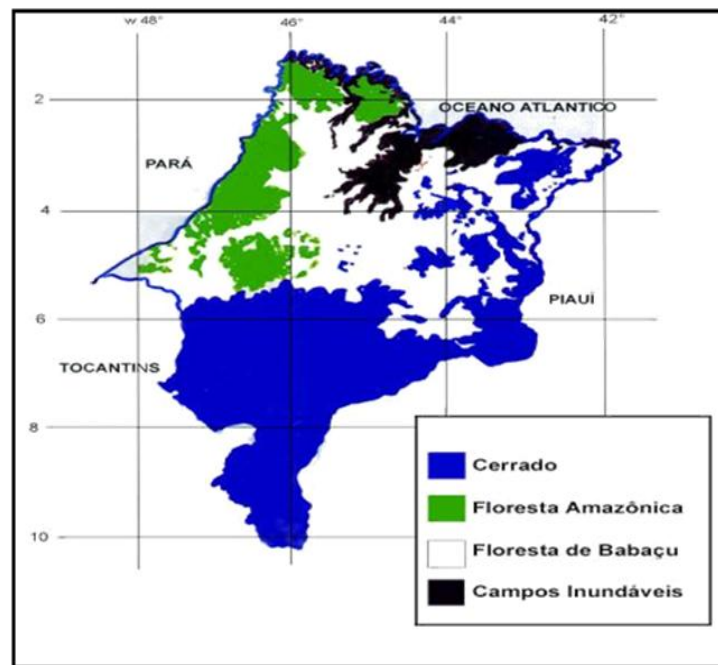 w 48° 46° 44° 42°
2
OCEANO ATLANTICO
PARÁ
4
PIAUÍ
6
TOCANTINS
8
10
Cerrado
Floresta Amazônica
Floresta de Babaçu
Campos Inundáveis